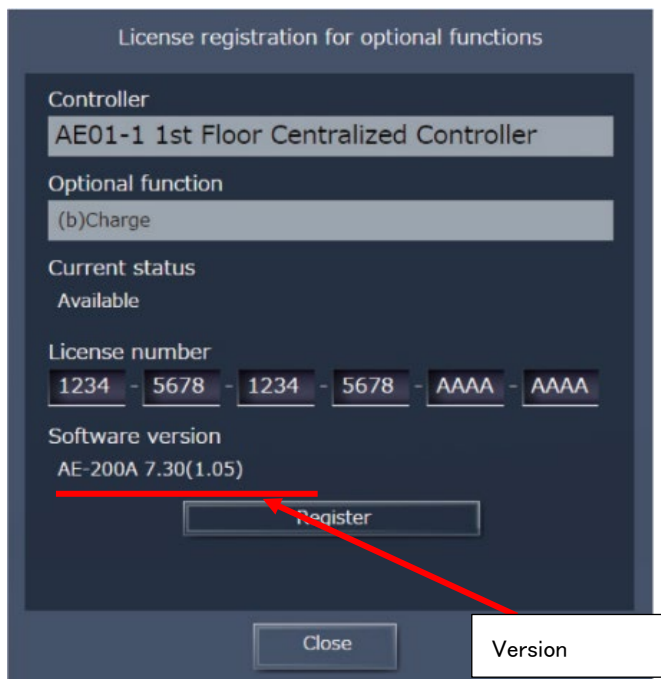 License registration for optional functions
Controller
AE01-1 1st Floor Centralized Controller
Optional function
(b)Charge
Current status
Available
License number
1234 - 5678 - 1234 - 5678 - AAAA - AAAA
Software version
AE-200A 7.30(1.05)
Register
Close
Version